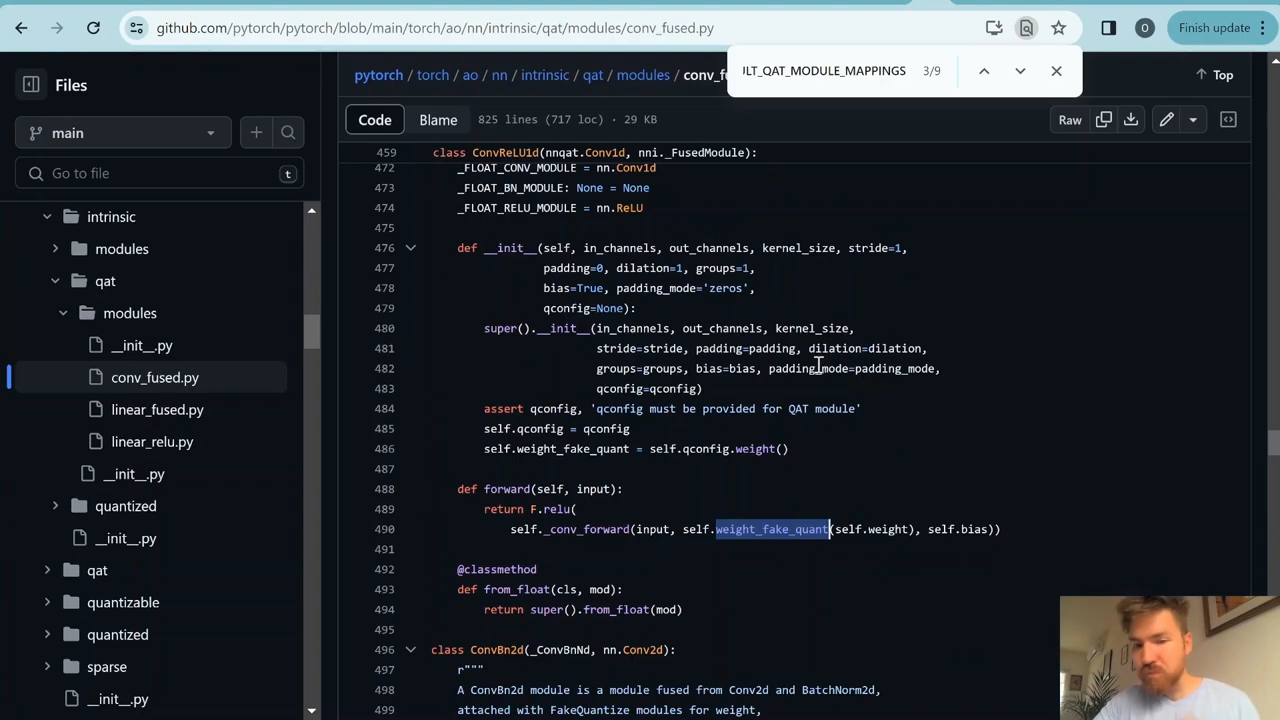 github.com/pytorch/pytorch/blob/main/torch/ao/nn/intrinsic/qat/modules/conv_fused.py
O
Finish update
Files
pytorch / torch / ao / nn / intrinsic / qat / modules / conv_fu
JLT_QAT_MODULE_MAPPINGS 3/9
Top
main
Code Blame 825 lines (717 loc) · 29 KB
Raw
Go to file t
intrinsic
modules
qat
modules
__init__.py
conv_fused.py
linear_fused.py
linear_relu.py
__init__.py
quantized
__init__.py
qat
quantizable
quantized
sparse
__init__.py
459 class ConvReLU1d(nnqat.Conv1d, nni._FusedModule):
472 _FLOAT_CONV_MODULE = nn.Conv1d
473 _FLOAT_BN_MODULE: None = None
474 _FLOAT_RELU_MODULE = nn.ReLU
475
476 def __init__(self, in_channels, out_channels, kernel_size, stride=1,
477 padding=0, dilation=1, groups=1,
478 bias=True, padding_mode='zeros',
479 qconfig=None):
480 super().__init__(in_channels, out_channels, kernel_size,
481 stride=stride, padding=padding, dilation=dilation,
482 groups=groups, bias=bias, padding_mode=padding_mode,
483 qconfig=qconfig)
484 assert qconfig, 'qconfig must be provided for QAT module'
485 self.qconfig = qconfig
486 self.weight_fake_quant = self.qconfig.weight()
487
488 def forward(self, input):
489 return F.relu(
490 self._conv_forward(input, self.weight_fake_quant(self.weight), self.bias))
491
492 @classmethod
493 def from_float(cls, mod):
494 return super().from_float(mod)
495
496 class ConvBn2d(_ConvBnNd, nn.Conv2d):
497 r"""
498 A ConvBn2d module is a module fused from Conv2d and BatchNorm2d,
499 attached with FakeQuantize modules for weight,